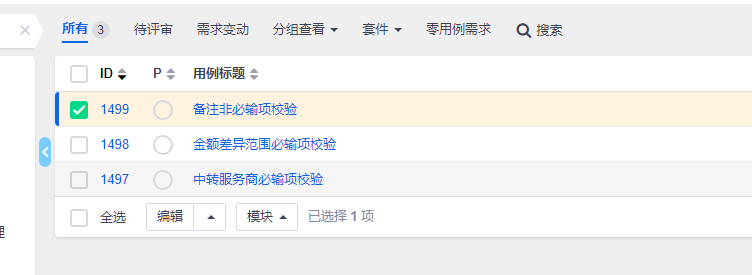 所有 3 待评审 需求变动 分组查看 套件 零用例需求 搜索
ID P 用例标题
1499 备注非必输项校验
1498 金额差异范围必输项校验
1497 中转服务商必输项校验
全选 编辑 模块 已选择 1 项